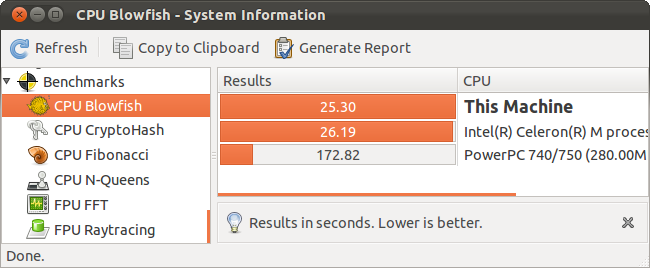 CPU Blowfish - System Information
Refresh Copy to Clipboard Generate Report
Benchmarks
CPU Blowfish
CPU CryptoHash
CPU Fibonacci
CPU N-Queens
FPU FFT
FPU Raytracing
Results CPU
25.30 This Machine
26.19 Intel(R) Celeron(R) M proce
172.82 PowerPC 740/750 (280.00M
Results in seconds. Lower is better.
Done.